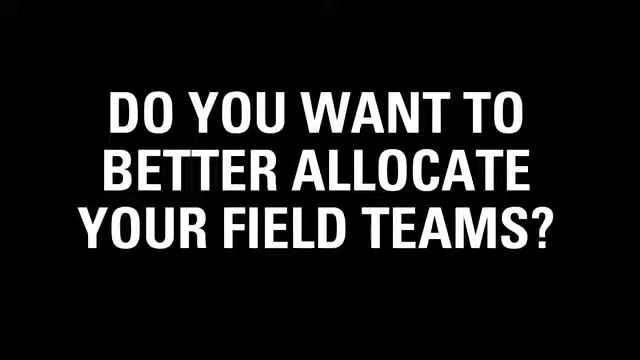 DO YOU WANT TO
BETTER ALLOCATE
YOUR FIELD TEAMS?